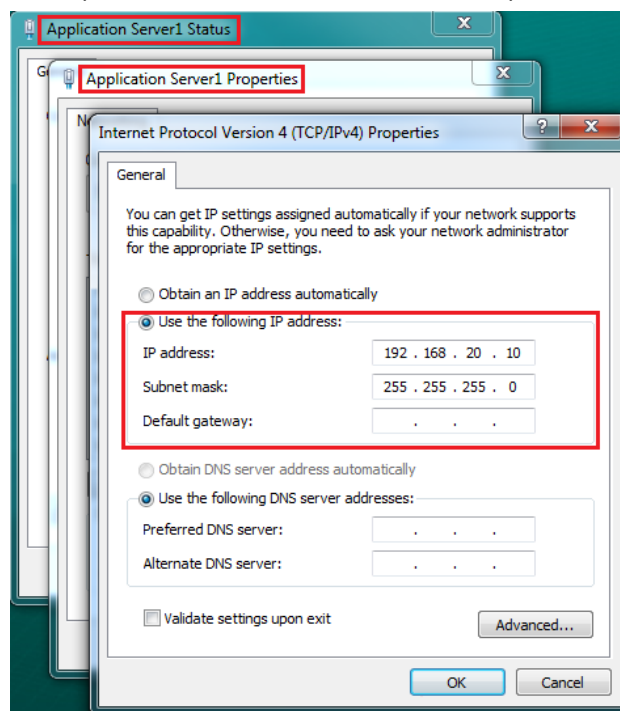 Application Server1 Status
Application Server1 Properties
Internet Protocol Version 4 (TCP/IPv4) Properties
General
You can get IP settings assigned automatically if your network supports
this capability. Otherwise, you need to ask your network administrator
for the appropriate IP settings.
Obtain an IP address automatically
Use the following IP address:
IP address: 192 . 168 . 20 . 10
Subnet mask: 255 . 255 . 255 . 0
Default gateway: . . .
Obtain DNS server address automatically
Use the following DNS server addresses:
Preferred DNS server: . . .
Alternate DNS server: . . .
Validate settings upon exit
Advanced...
OK Cancel